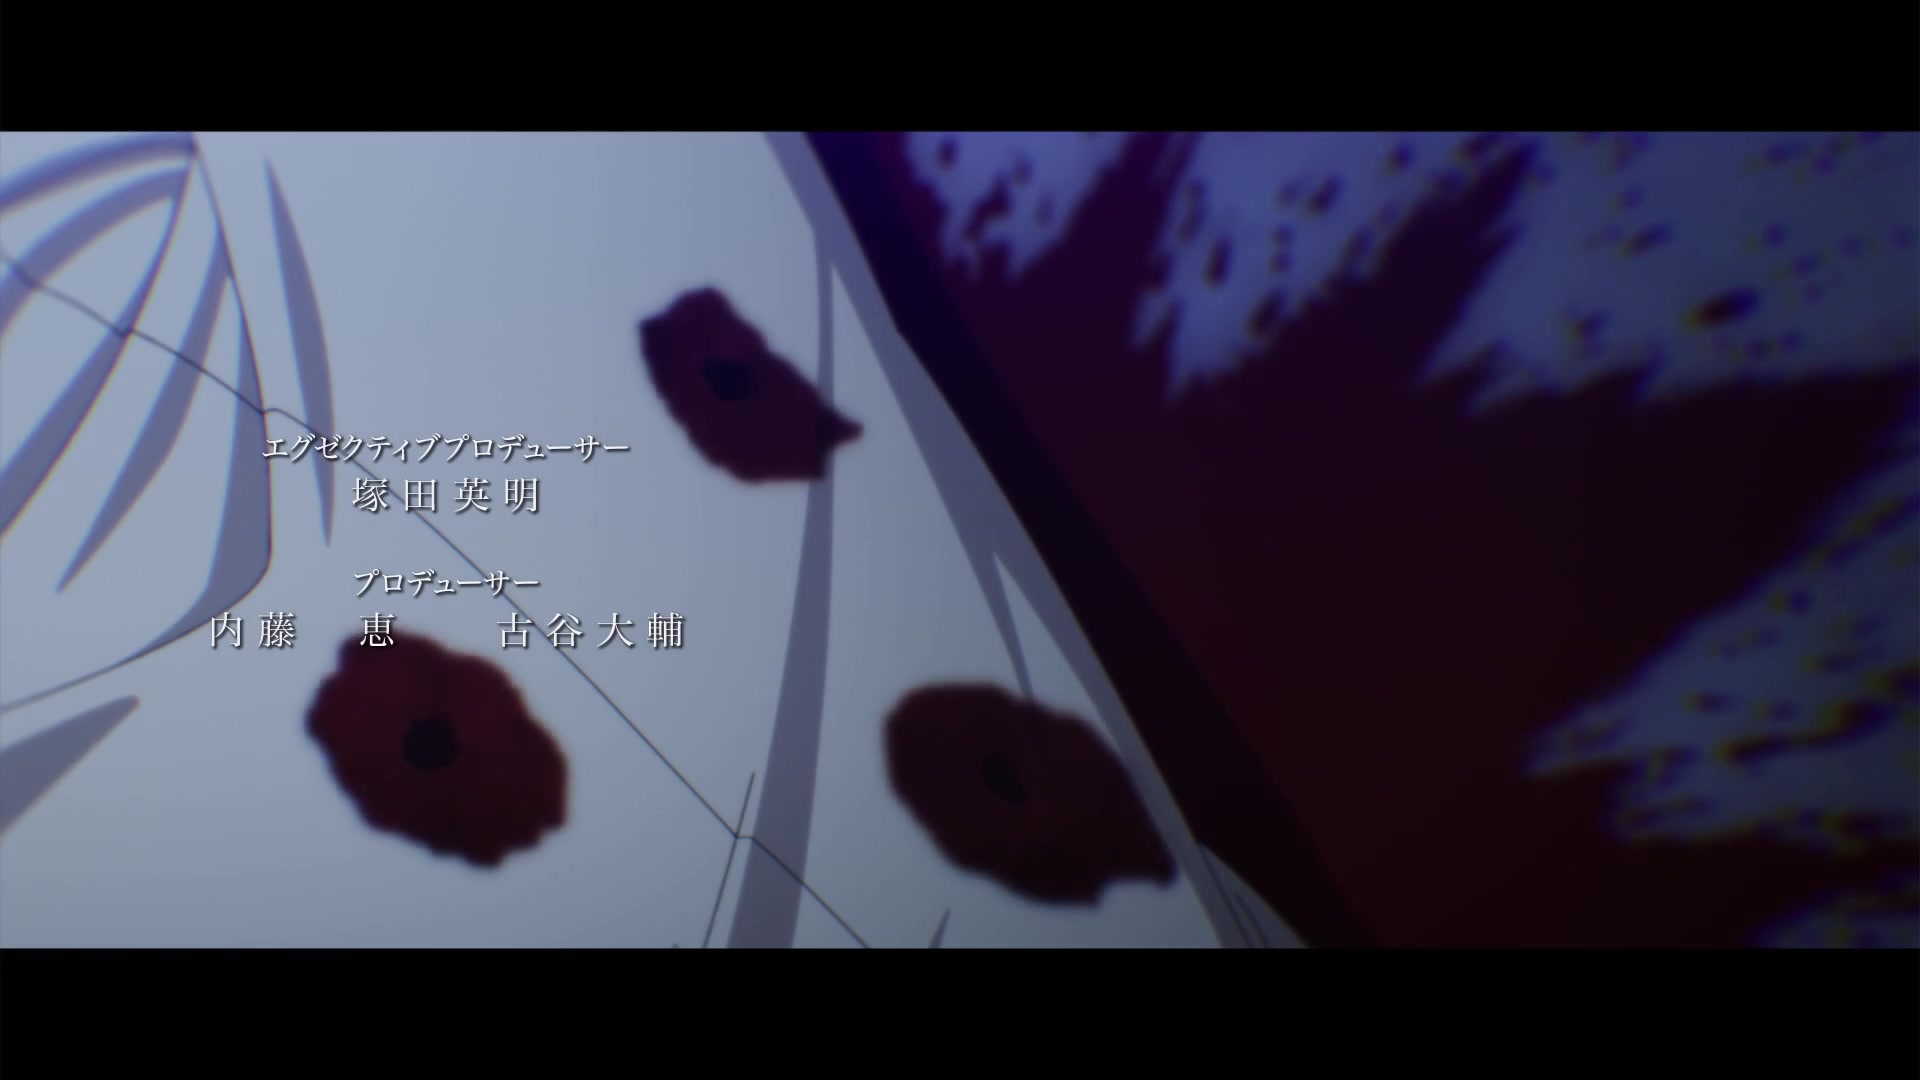 エグゼクティブプロデューサー
塚田英明
プロデューサー
内藤　恵　古谷大輔